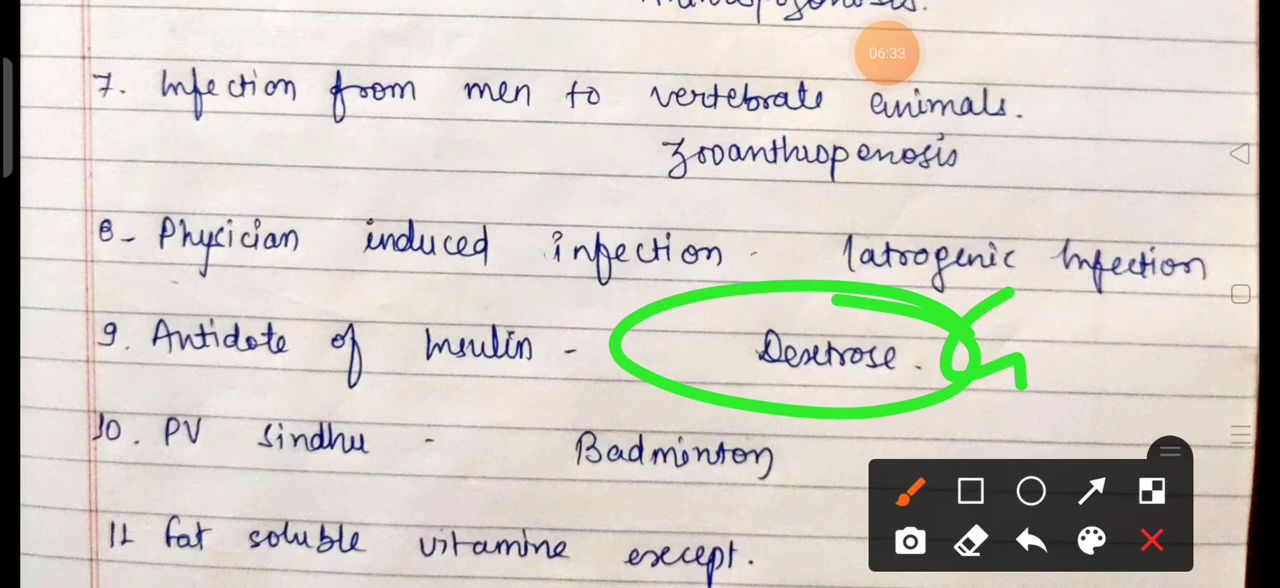 06:33
7. Infection from men to vertebrate animals.
Zooanthropenosis
8- Physician induced infection - Iatrogenic Infection
9. Antidote of Insulin - Dextrose.
10. PV Sindhu - Badminton
11 Fat soluble vitamine except.